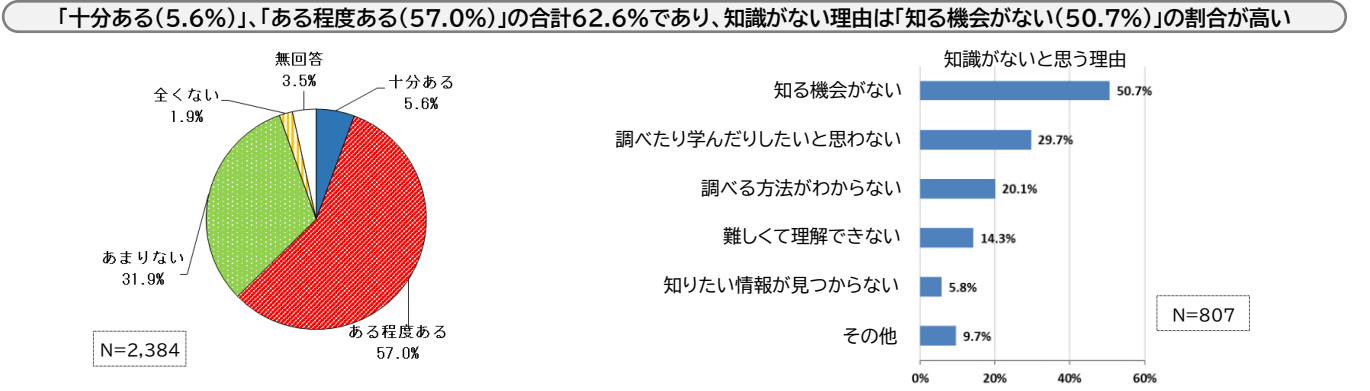 「十分ある(5.6%)」、「ある程度ある(57.0%)」の合計62.6%であり、知識がない理由は「知る機会がない(50.7%)」の割合が高い
無回答
3.5%
十分ある
5.6%
全くない
1.9%
あまりない
31.9%
ある程度ある
57.0%
N=2,384
知識がないと思う理由
知る機会がない
50.7%
調べたり学んだりしたいと思わない
29.7%
調べる方法がわからない
20.1%
難しくて理解できない
14.3%
知りたい情報が見つからない
5.8%
その他
9.7%
N=807
0% 20% 40% 60%